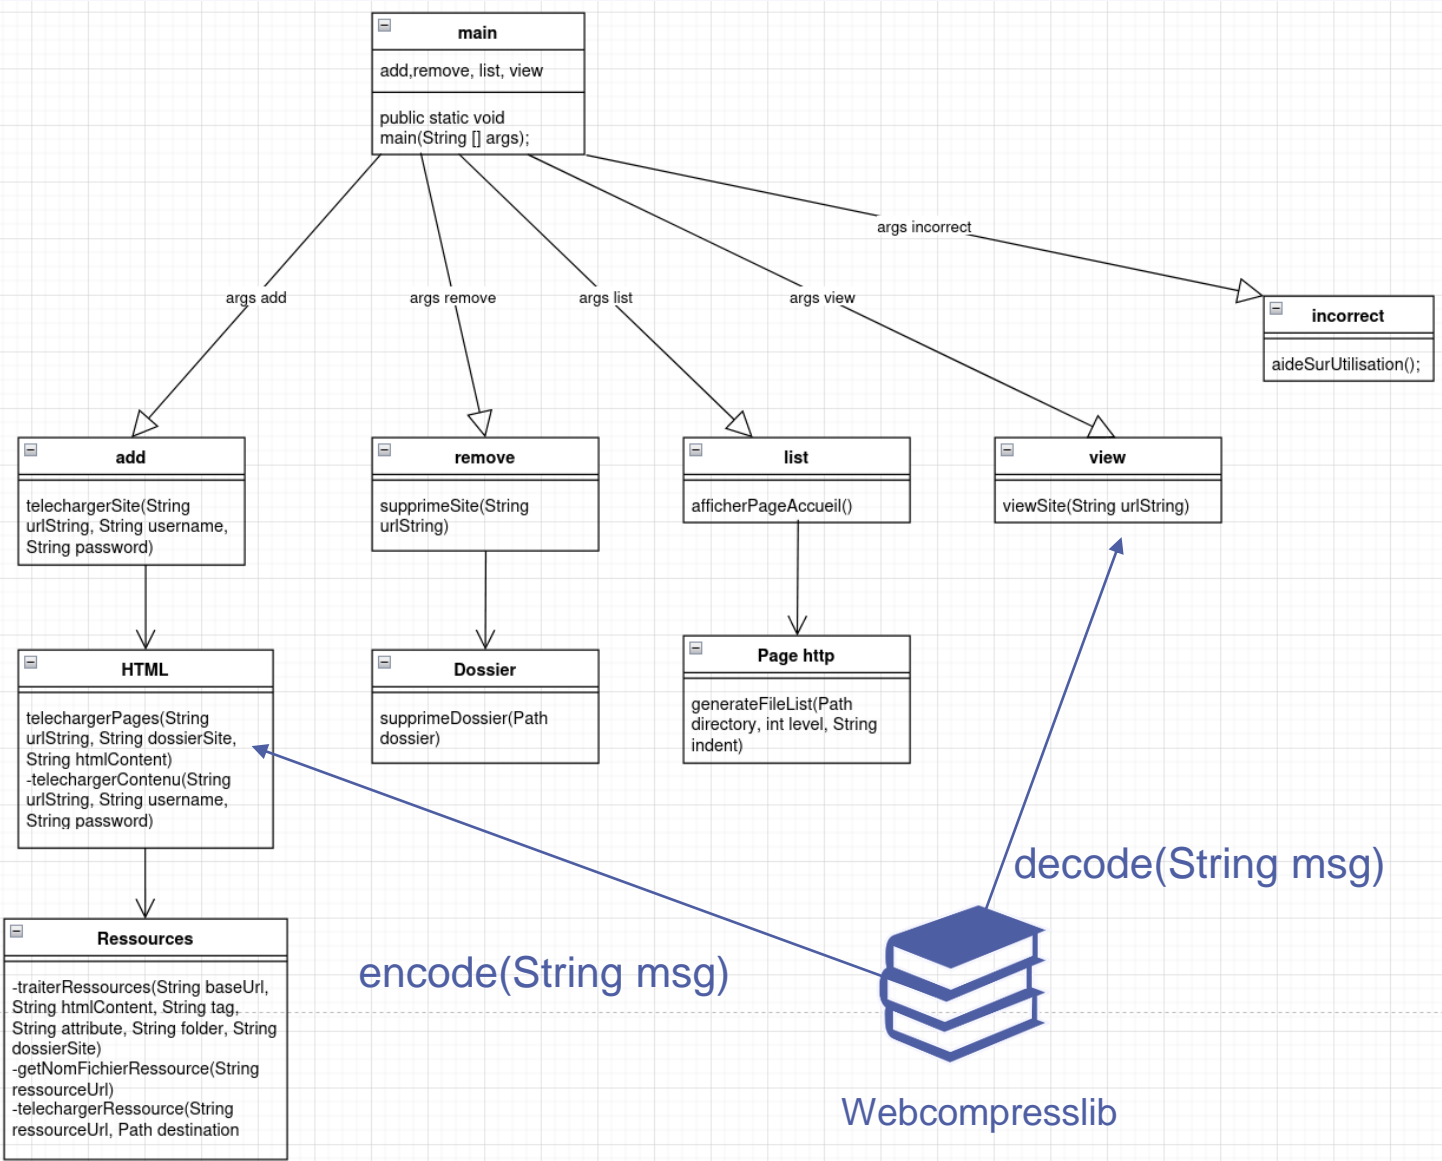 main
add,remove, list, view
public static void
main(String [] args);
args incorrect
args add
args remove
args list
args view
incorrect
aideSurUtilisation();
add
telechargerSite(String
urlString, String username,
String password)
remove
supprimeSite(String
urlString)
list
afficherPageAccueil()
view
viewSite(String urlString)
HTML
telechargerPages(String
urlString, String dossierSite,
String htmlContent)
-telechargerContenu(String
urlString, String username,
String password)
Dossier
supprimeDossier(Path
dossier)
Page http
generateFileList(Path
directory, int level, String
indent)
decode(String msg)
encode(String msg)
Webcompresslib
Ressources
-traiterRessources(String baseUrl,
String htmlContent, String tag,
String attribute, String folder, String
dossierSite)
-getNomFichierRessource(String
ressourceUrl)
-telechargerRessource(String
ressourceUrl, Path destination